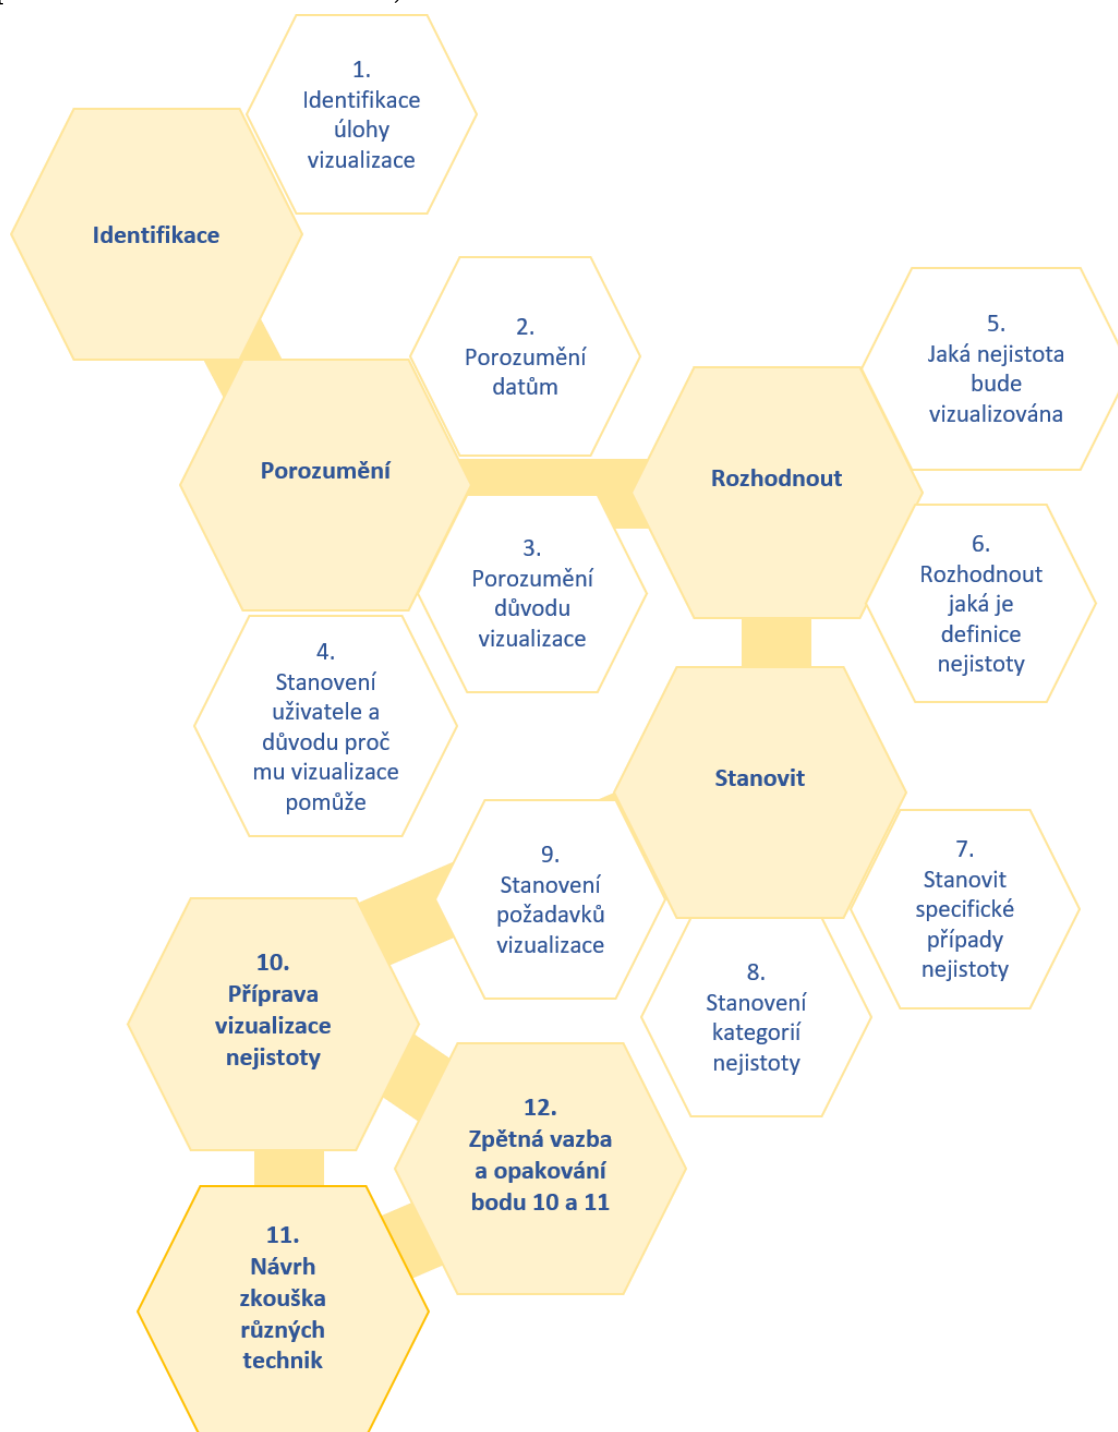 1.
Identifikace
úlohy
vizualizace
Identifikace
2.
Porozumění
datům
5.
Jaká nejistota
bude
vizualizována
Porozumění
Rozhodnout
3.
Porozumění
důvodu
vizualizace
6.
Rozhodnout
jaká je
definice
nejistoty
4.
Stanovení
uživatele a
důvodu proč
mu vizualizace
pomůže
Stanovit
9.
Stanovení
požadavků
vizualizace
7.
Stanovit
specifické
případy
nejistoty
8.
Stanovení
kategorií
nejistoty
10.
Příprava
vizualizace
nejistoty
12.
Zpětná vazba
a opakování
bodu 10 a 11
11.
Návrh
zkouška
různých
technik